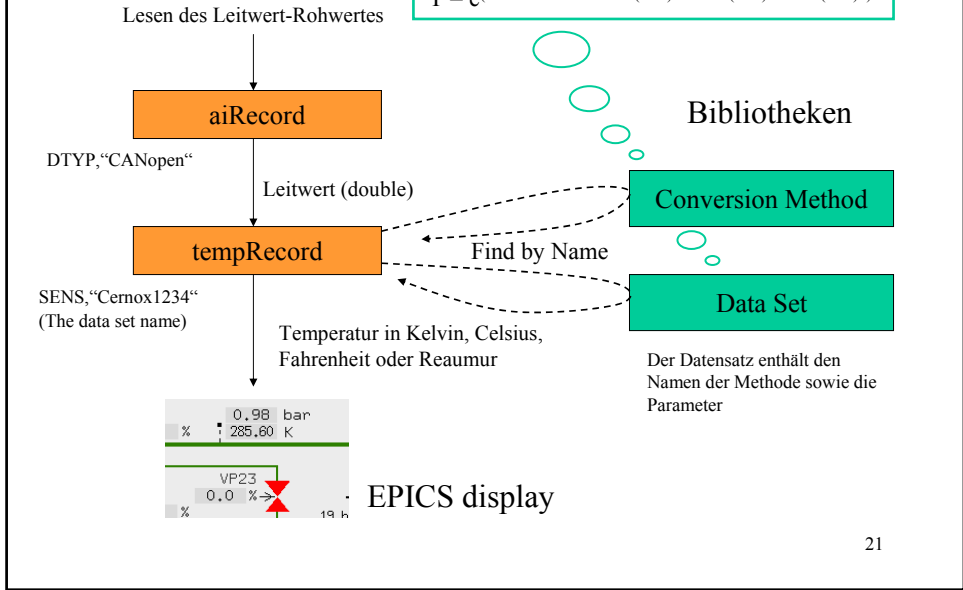 Lesen des Leitwert-Rohwertes
aiRecord
Bibliotheken
DTYP,“CANopen“
Leitwert (double)
Conversion Method
tempRecord
Find by Name
SENS,“Cernox1234“
(The data set name)
Data Set
Temperatur in Kelvin, Celsius,
Fahrenheit oder Reaumur
Der Datensatz enthält den
Namen der Methode sowie die
Parameter
0.98 bar
% 285.60 K
VP23
0.0 %
%
EPICS display
21